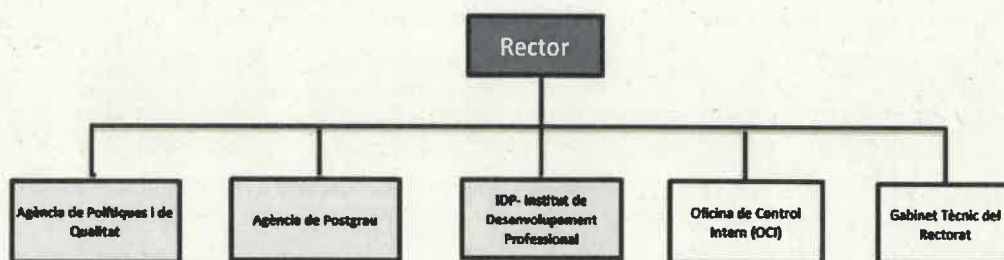 Rector
Agència de Polítiques i de
Qualitat
Agència de Postgrau
IDP- Institut de
Desenvolupament
Professional
Oficina de Control
Intern (OCI)
Gabinet Tècnic del
Rectorat